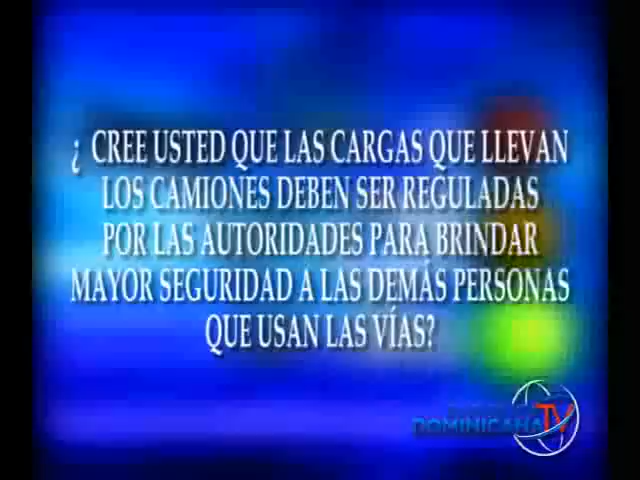 ¿ CREE USTED QUE LAS CARGAS QUE LLEVAN
LOS CAMIONES DEBEN SER REGULADAS
POR LAS AUTORIDADES PARA BRINDAR
MAYOR SEGURIDAD A LAS DEMÁS PERSONAS
QUE USAN LAS VÍAS?
DOMINICANA TV